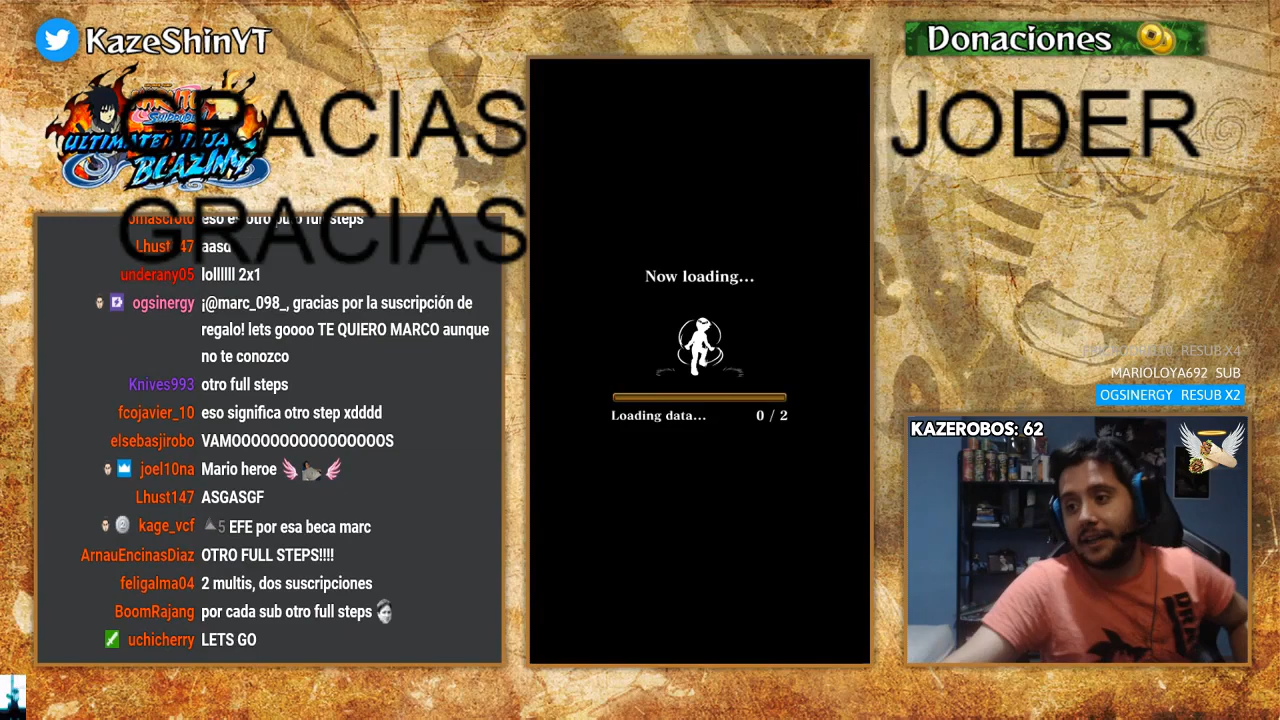 KazeShinYT
Donaciones
GRACIAS
JODER
GRACIAS
NARUTO
SHIPPUDEN
ULTIMATE NINJA
BLAZING
eso es otro puto full steps
Lhust147 aasd
underany05 lollllll 2x1
ogsinergy ¡@marc_098_, gracias por la suscripción de
regalo! lets goooo TE QUIERO MARCO aunque
no te conozco
Knives993 otro full steps
fcojavier_10 eso significa otro step xdddd
elsebasjirobo VAMOOOOOOOOOOOOOOOOS
joel10na Mario heroe
Lhust147 ASGASGF
kage_vcf 5 EFE por esa beca marc
ArnauEncinasDiaz OTRO FULL STEPS!!!!
feligalma04 2 multis, dos suscripciones
BoomRajang por cada sub otro full steps
uchicherry LETS GO
Now loading...
Loading data... 0 / 2
RESUB X4
MARIOLOYA692 SUB
OGSINERGY RESUB X2
KAZEROBOS: 62